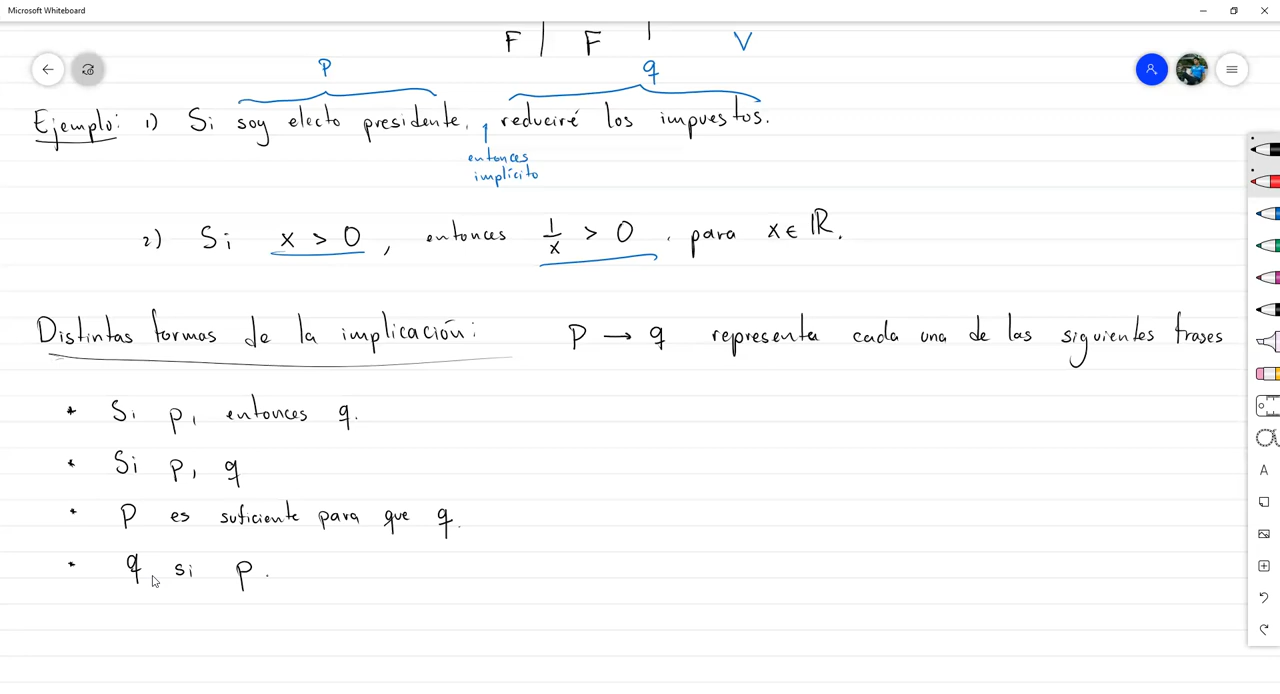 Microsoft Whiteboard
F F V
p q
Ejemplo: 1) Si soy electo presidente, reduciré los impuestos.
entonces
implícito
2) Si x > 0, entonces 1/x > 0, para x ∈ ℝ.
Distintas formas de la implicación: p → q representa cada una de las siguientes frases
* Si p, entonces q.
* Si p, q
* p es suficiente para que q.
* q si p.
A